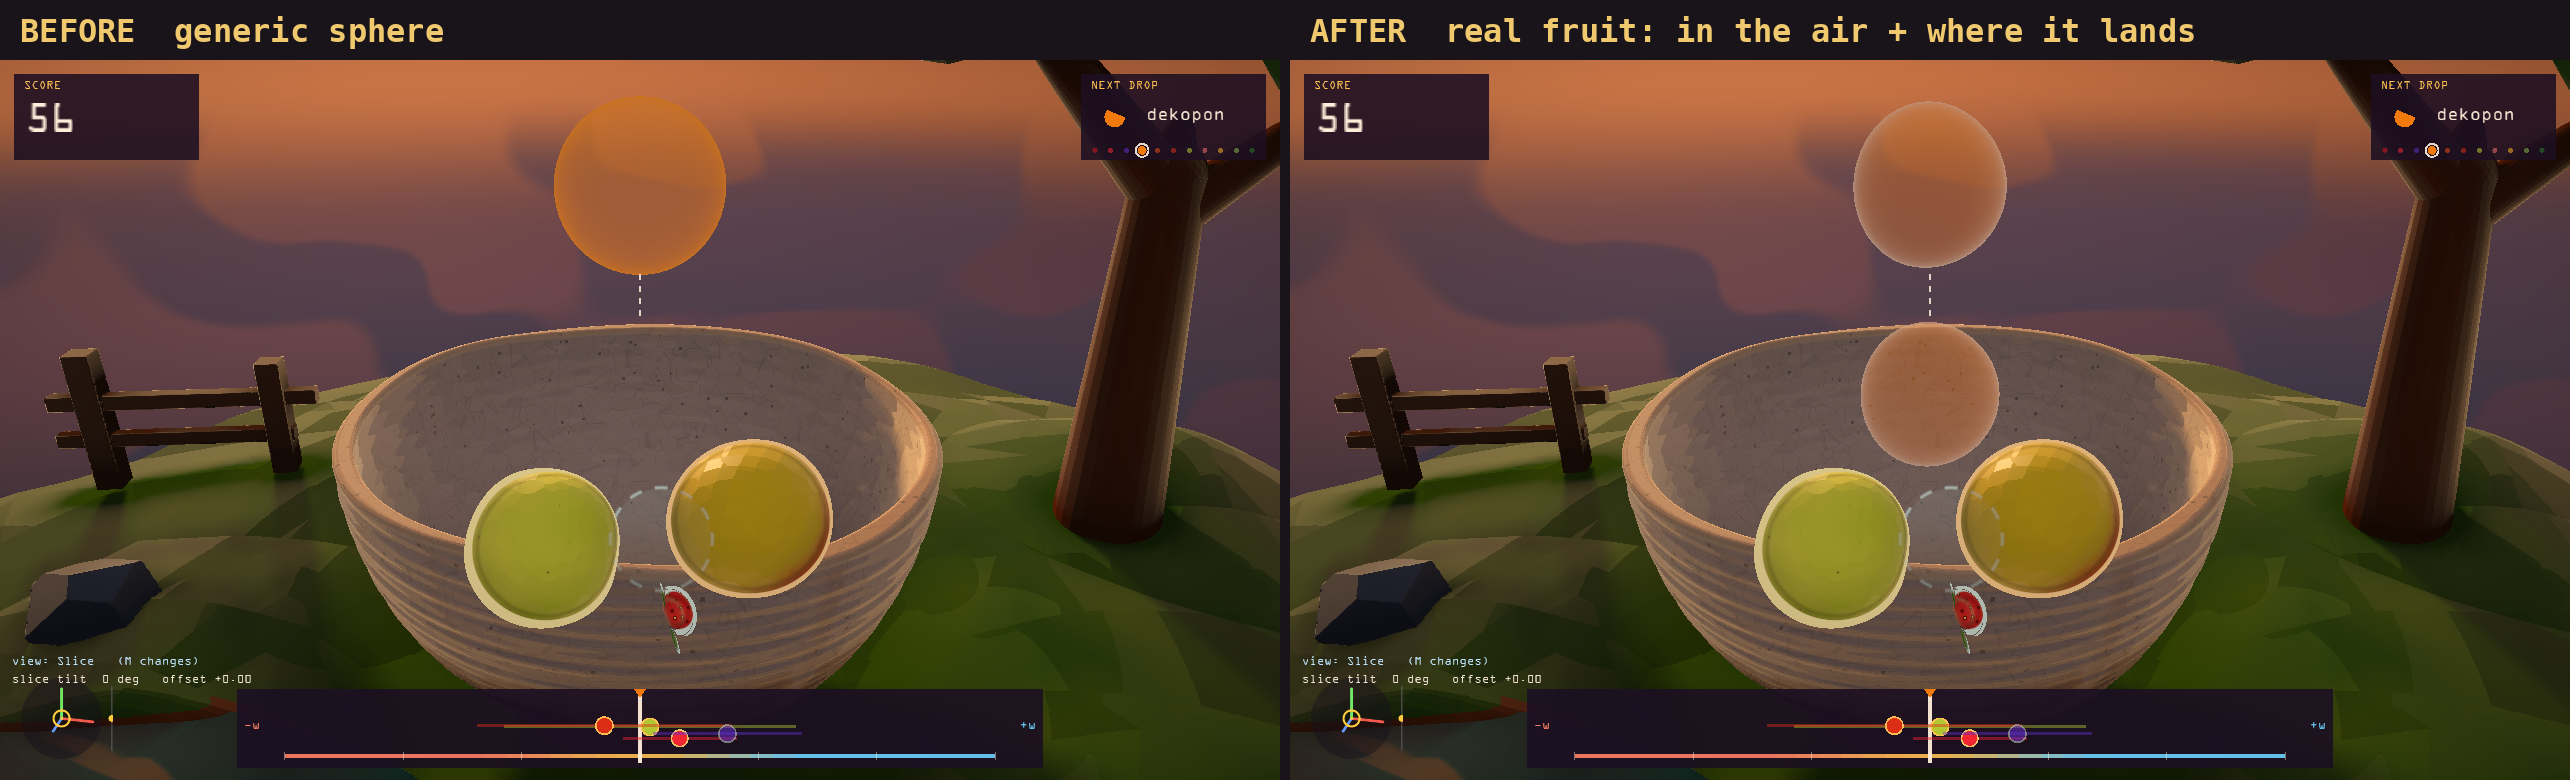 BEFORE generic sphere
SCORE
56
NEXT DROP
dekopon
view: Slice (M changes)
slice tilt 0 deg offset +0.00
-w
+w
AFTER real fruit: in the air + where it lands
SCORE
56
NEXT DROP
dekopon
view: Slice (M changes)
slice tilt 0 deg offset +0.00
-w
+w